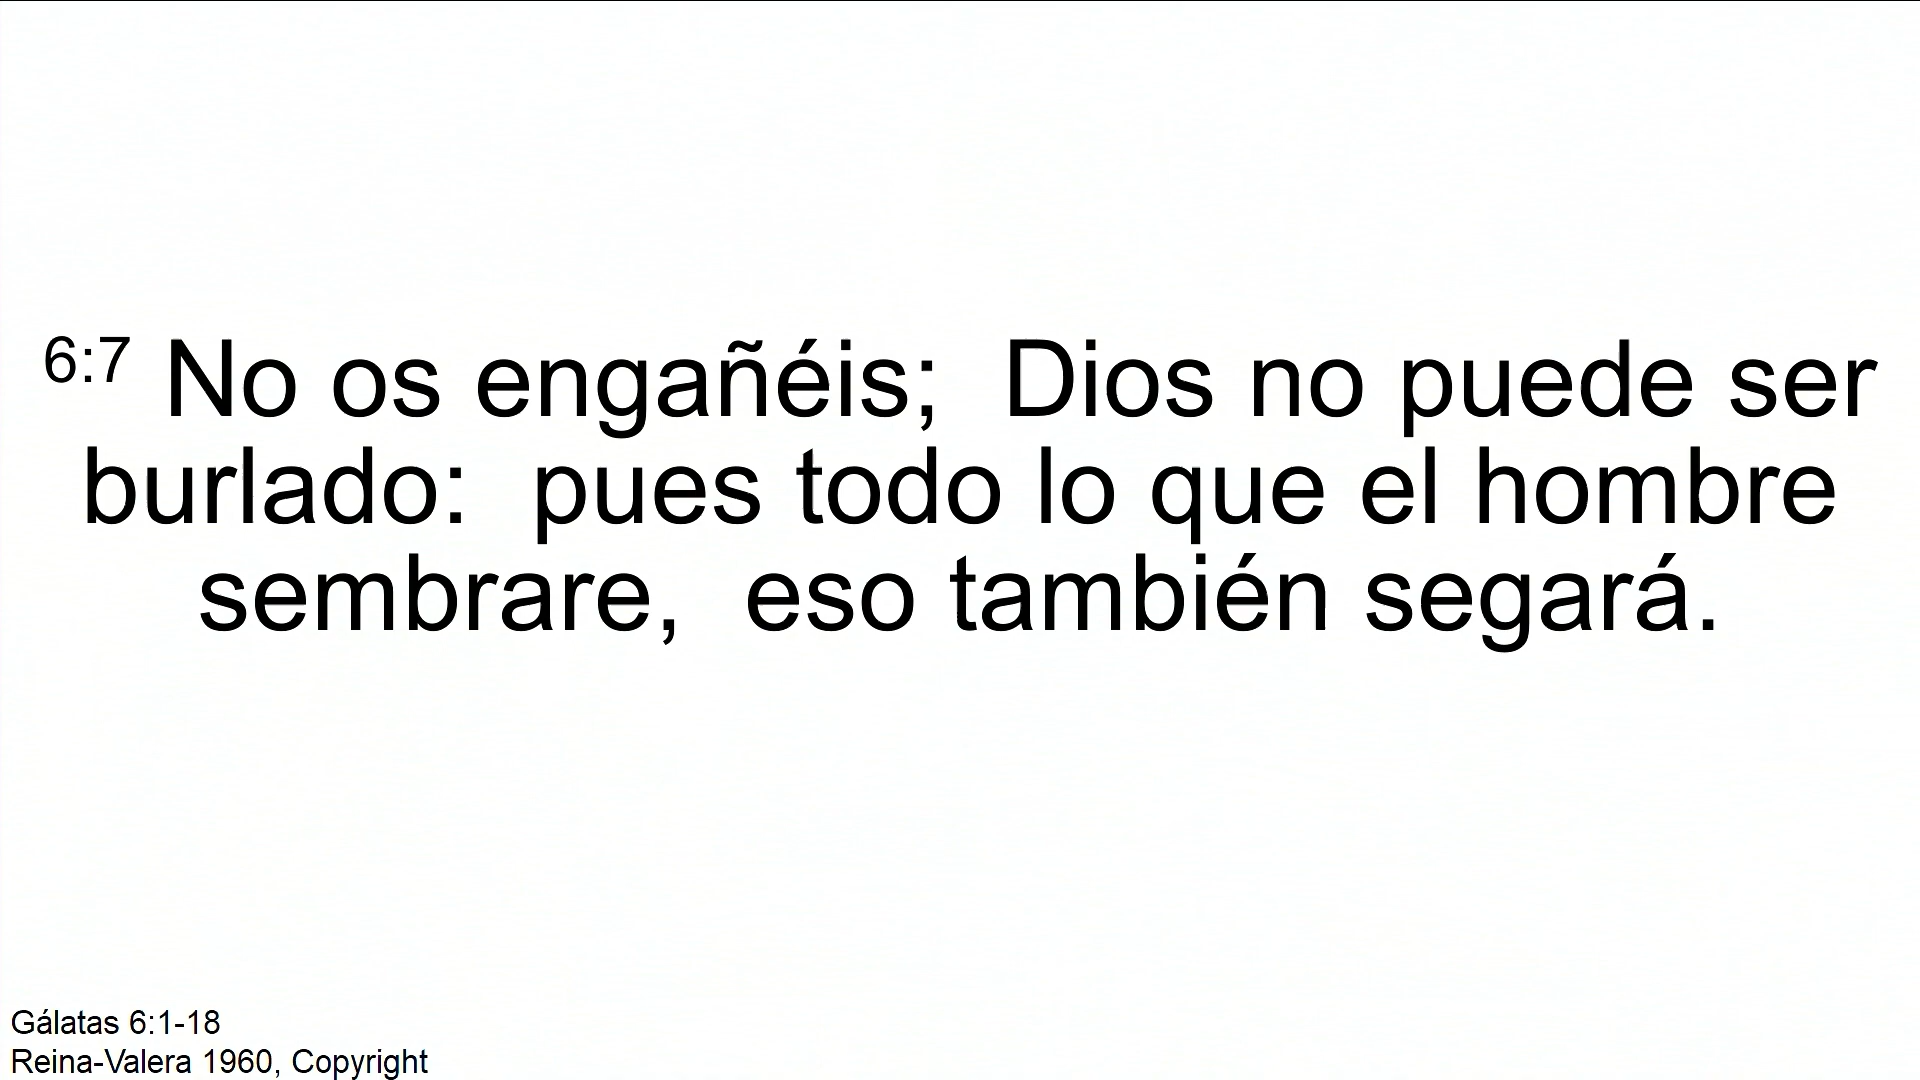 6:7 No os engañéis;  Dios no puede ser
burlado:  pues todo lo que el hombre
sembrare,  eso también segará.
Gálatas 6:1-18
Reina-Valera 1960, Copyright